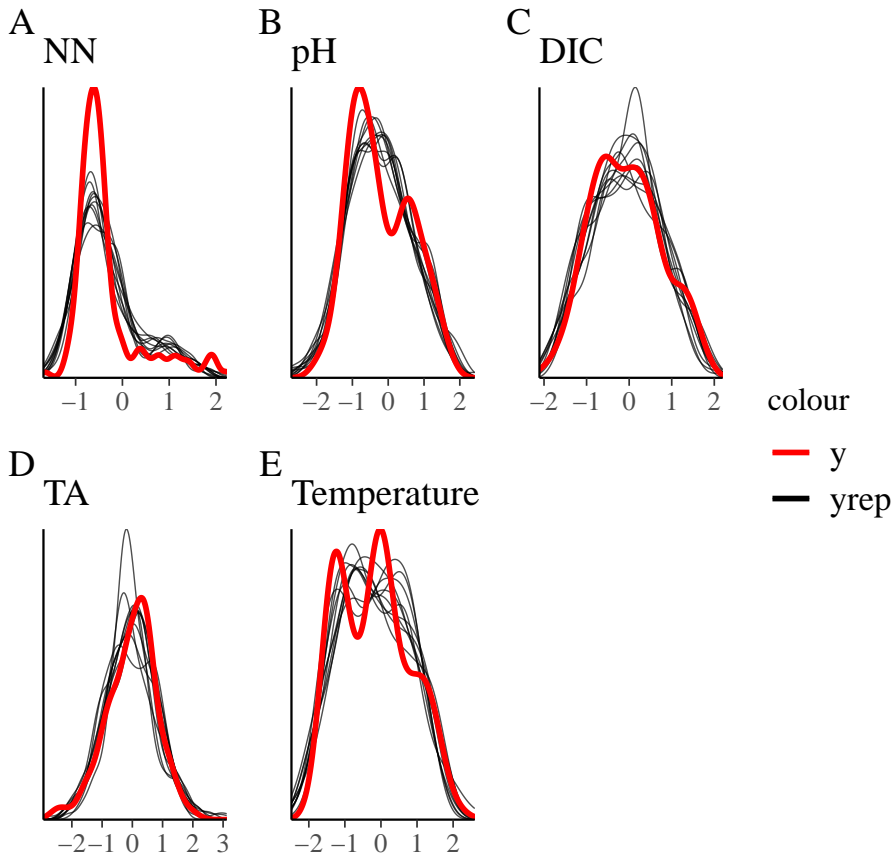 A
NN
−1 0 1 2
B
pH
−2 −1 0 1 2
C
DIC
−2 −1 0 1 2
colour
y
yrep
D
TA
−2 −1 0 1 2 3
E
Temperature
−2 −1 0 1 2